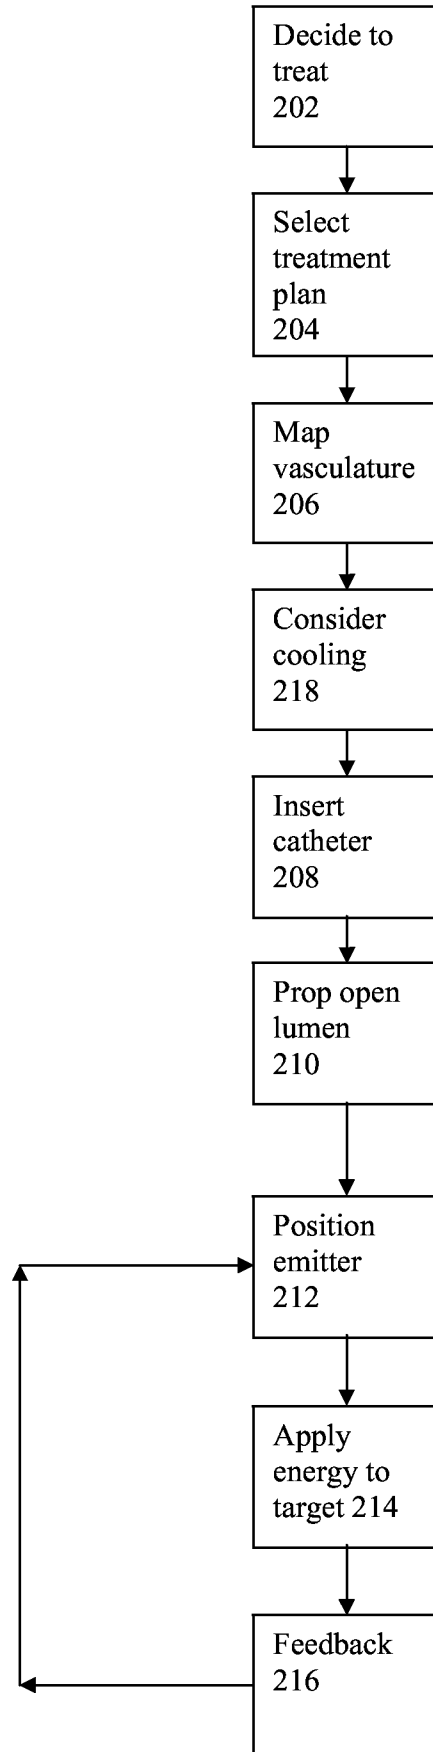 Decide to
treat
202
Select
treatment
plan
204
Map
vasculature
206
Consider
cooling
218
Insert
catheter
208
Prop open
lumen
210
Position
emitter
212
Apply
energy to
target 214
Feedback
216